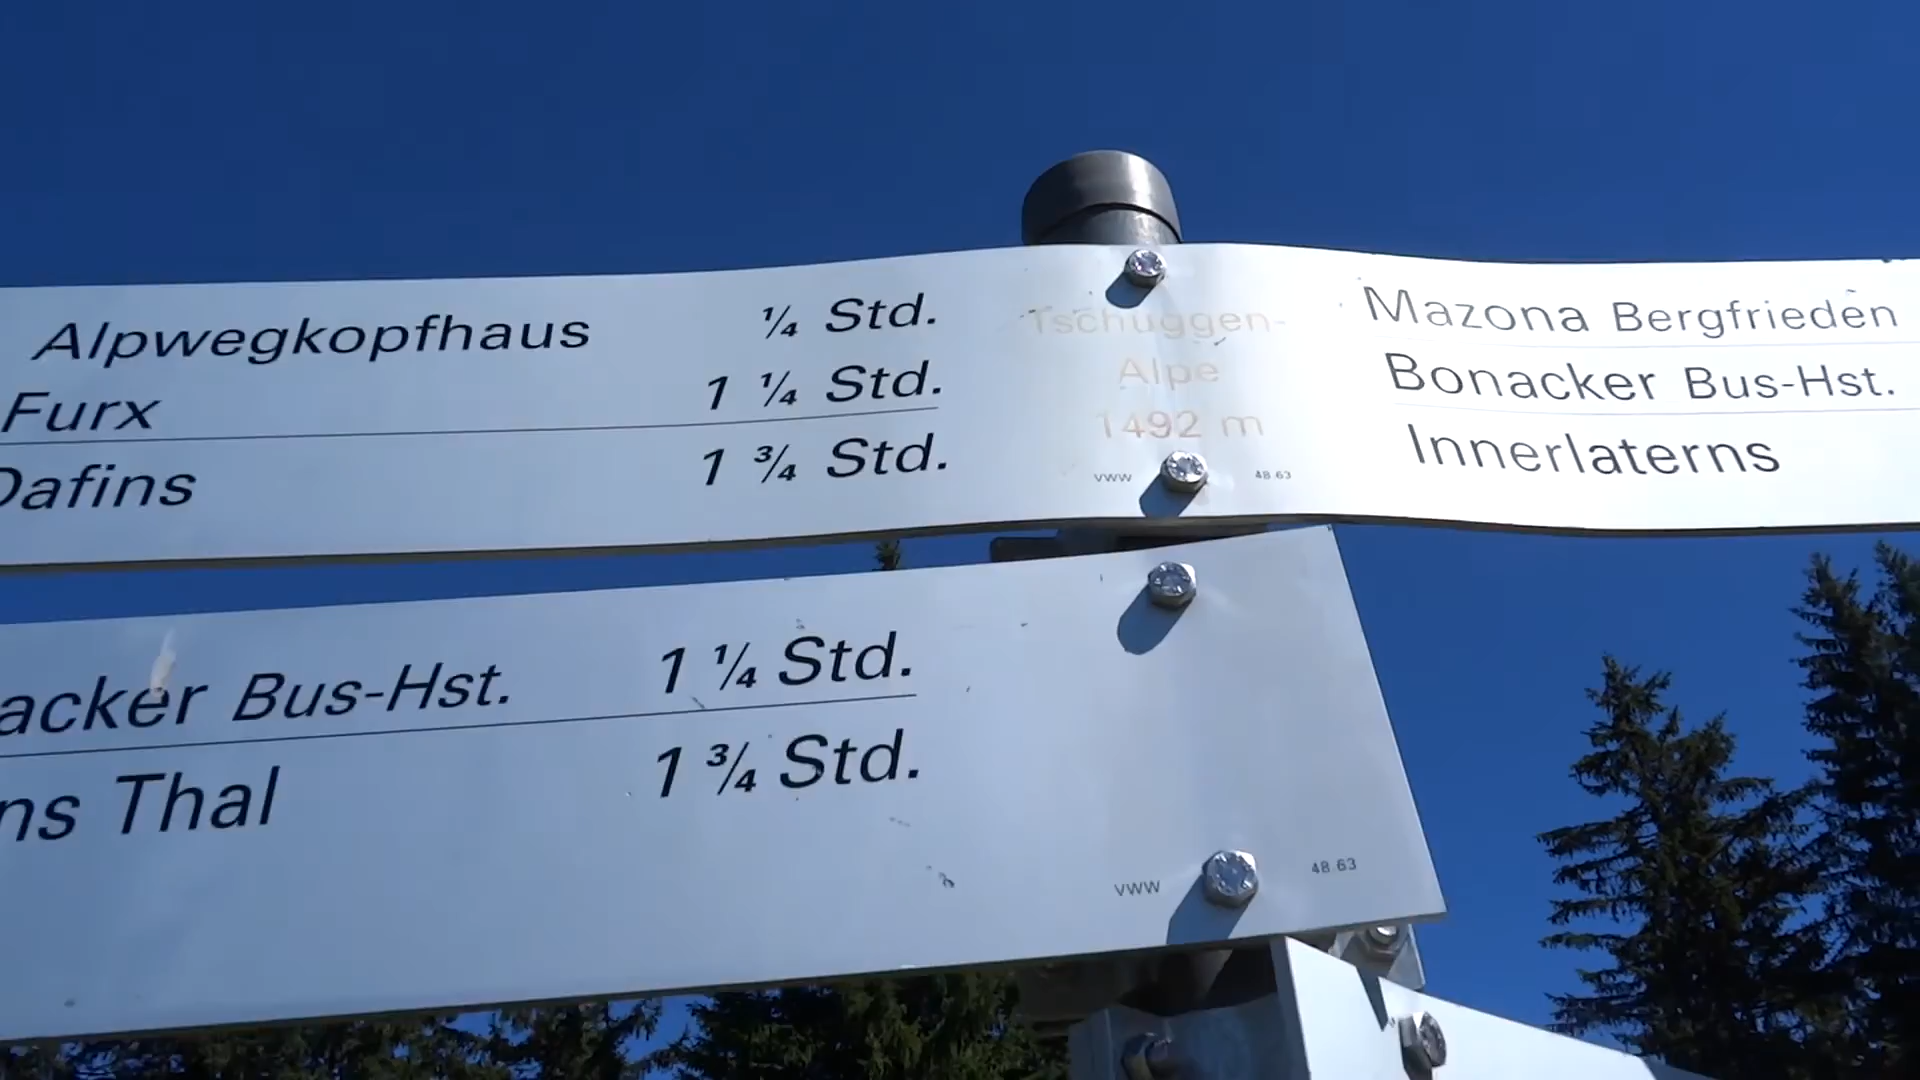 Alpwegkopfhaus ¼ Std.
Furx 1 ¼ Std.
Dafins 1 ¾ Std.
Tschuggen-
Alpe
1492 m
vww 48 63
Mazona Bergfrieden
Bonacker Bus-Hst.
Innerlaterns
acker Bus-Hst. 1 ¼ Std.
ns Thal 1 ¾ Std.
vww 48 63